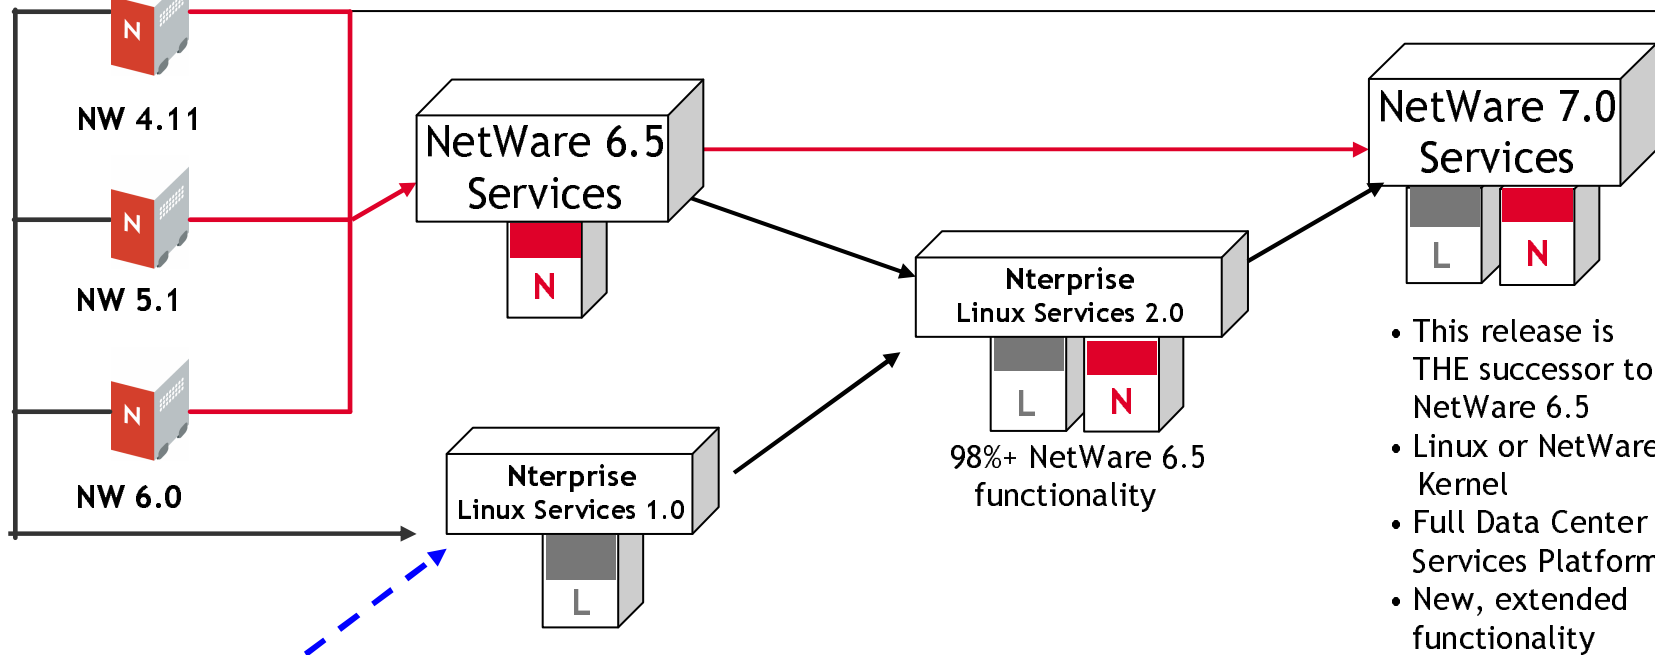 N
NW 4.11
N
NW 5.1
N
NW 6.0
NetWare 6.5
Services
N
Nterprise
Linux Services 1.0
L
Nterprise
Linux Services 2.0
L N
98%+ NetWare 6.5
functionality
NetWare 7.0
Services
L N
• This release is
THE successor to
NetWare 6.5
• Linux or NetWare
Kernel
• Full Data Center
Services Platform
• New, extended
functionality